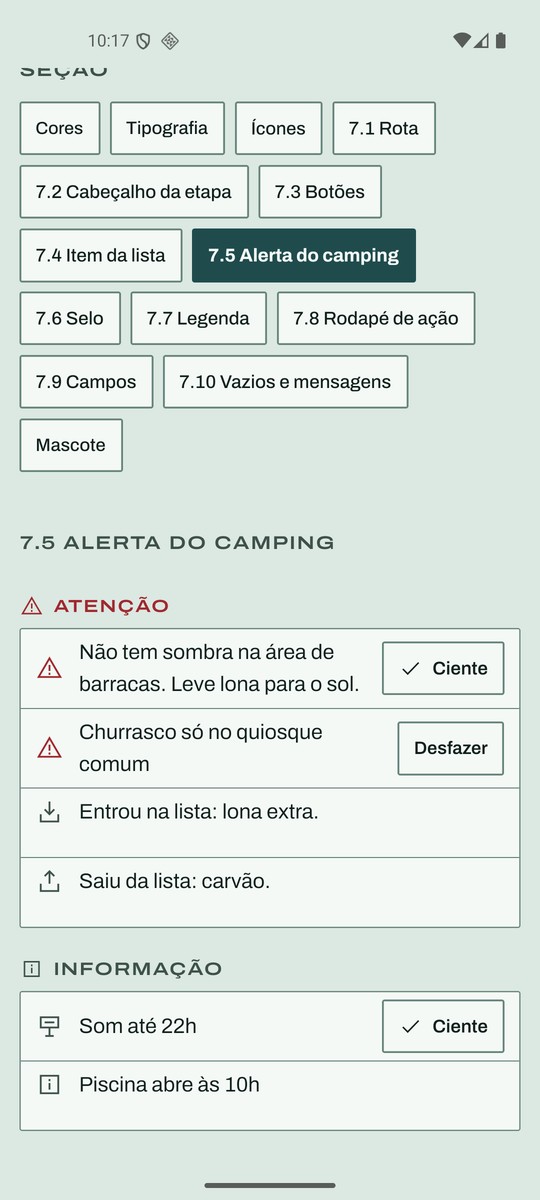 10:17
SEÇÃO
Cores
Tipografia
Ícones
7.1 Rota
7.2 Cabeçalho da etapa
7.3 Botões
7.4 Item da lista
7.5 Alerta do camping
7.6 Selo
7.7 Legenda
7.8 Rodapé de ação
7.9 Campos
7.10 Vazios e mensagens
Mascote
7.5 ALERTA DO CAMPING
ATENÇÃO
Não tem sombra na área de
barracas. Leve lona para o sol.
Ciente
Churrasco só no quiosque
comum
Desfazer
Entrou na lista: lona extra.
Saiu da lista: carvão.
INFORMAÇÃO
Som até 22h
Ciente
Piscina abre às 10h